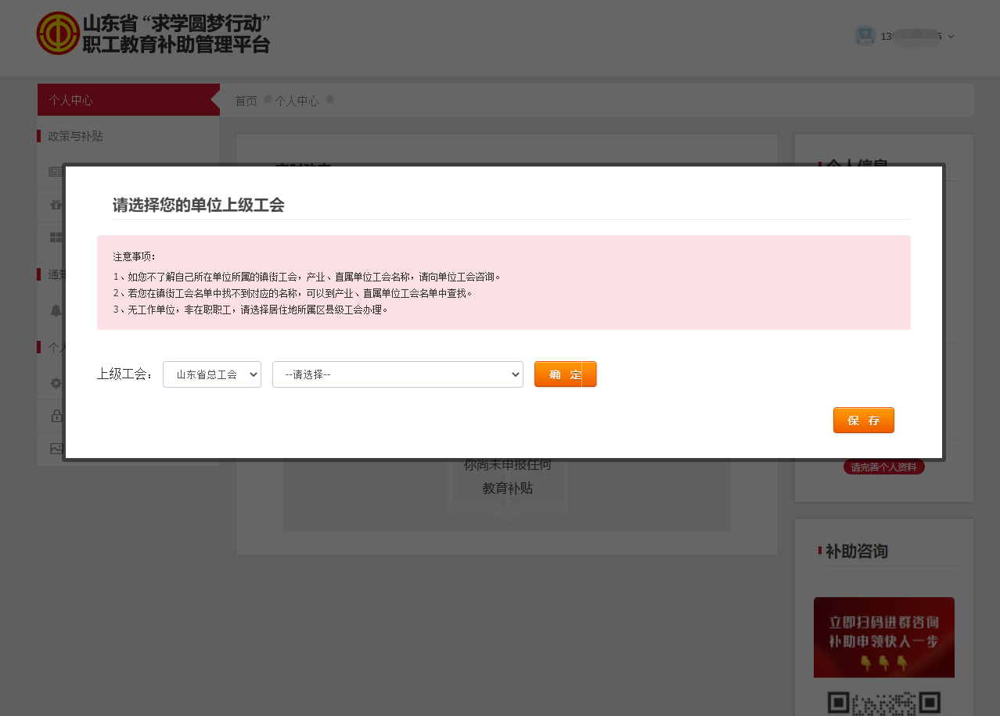 山东省“求学圆梦行动”
职工教育补助管理平台
个人中心
首页
个人中心
政策与补贴
个人信息
请选择您的单位上级工会
注意事项：
1、如您不了解自己所在单位所属的镇街工会，产业、直属单位工会名称，请向单位工会咨询。
2、若您在镇街工会名单中找不到对应的名称，可以到产业、直属单位工会名单中查找。
3、无工作单位，非在职职工，请选择居住地所属区县级工会办理。
上级工会：
山东省总工会
--请选择--
确 定
保 存
你尚未申报任何
教育补贴
请完善个人资料
补助咨询
立即扫码进群咨询
补助申领快人一步